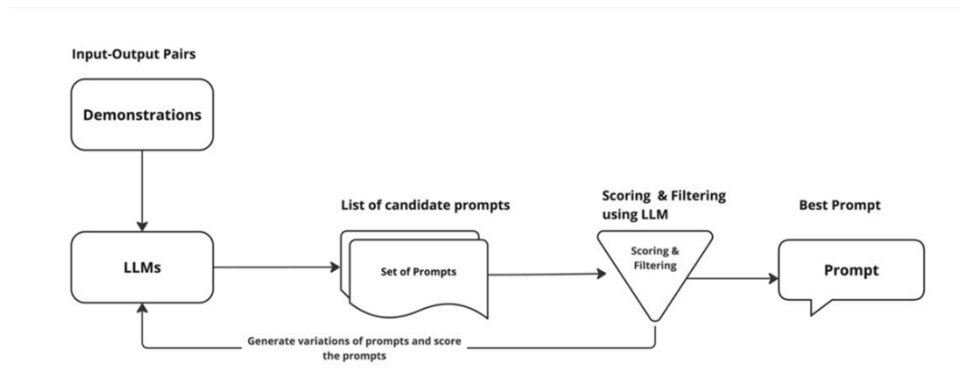 Input-Output Pairs
Demonstrations
LLMs
List of candidate prompts
Set of Prompts
Scoring & Filtering
using LLM
Scoring &
Filtering
Best Prompt
Prompt
Generate variations of prompts and score
the prompts